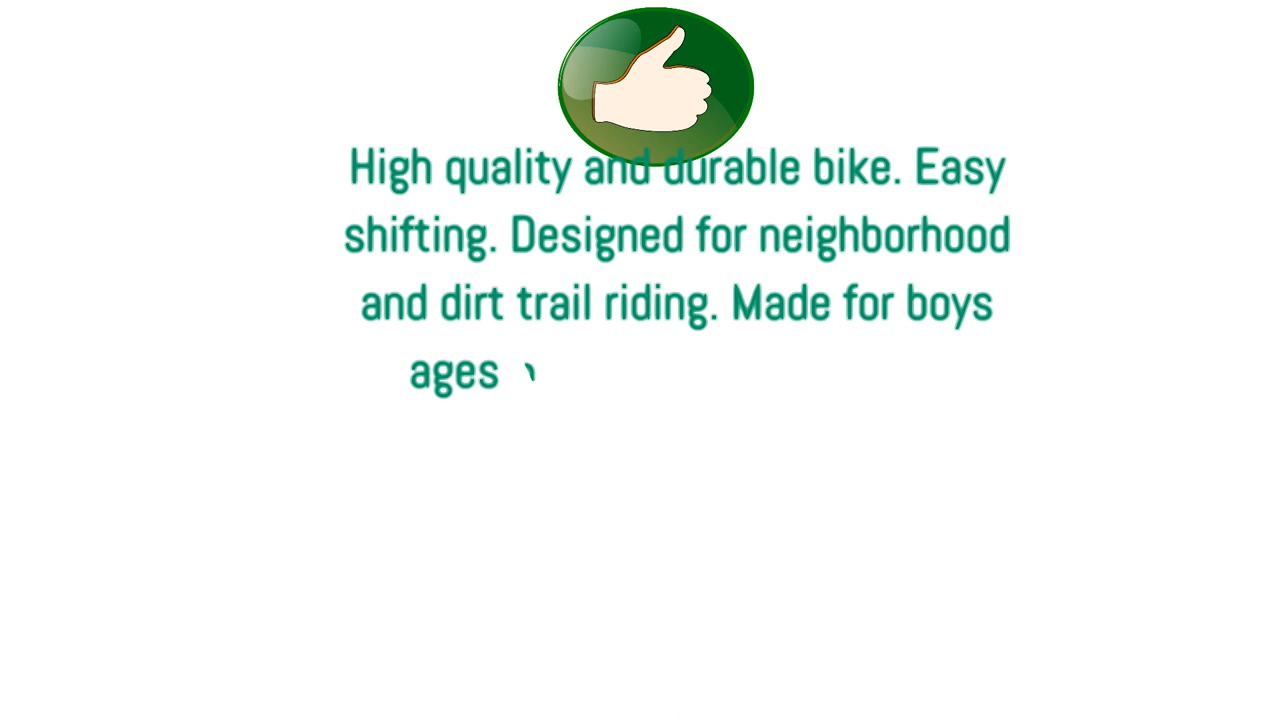 High quality and durable bike. Easy
shifting. Designed for neighborhood
and dirt trail riding. Made for boys
ages